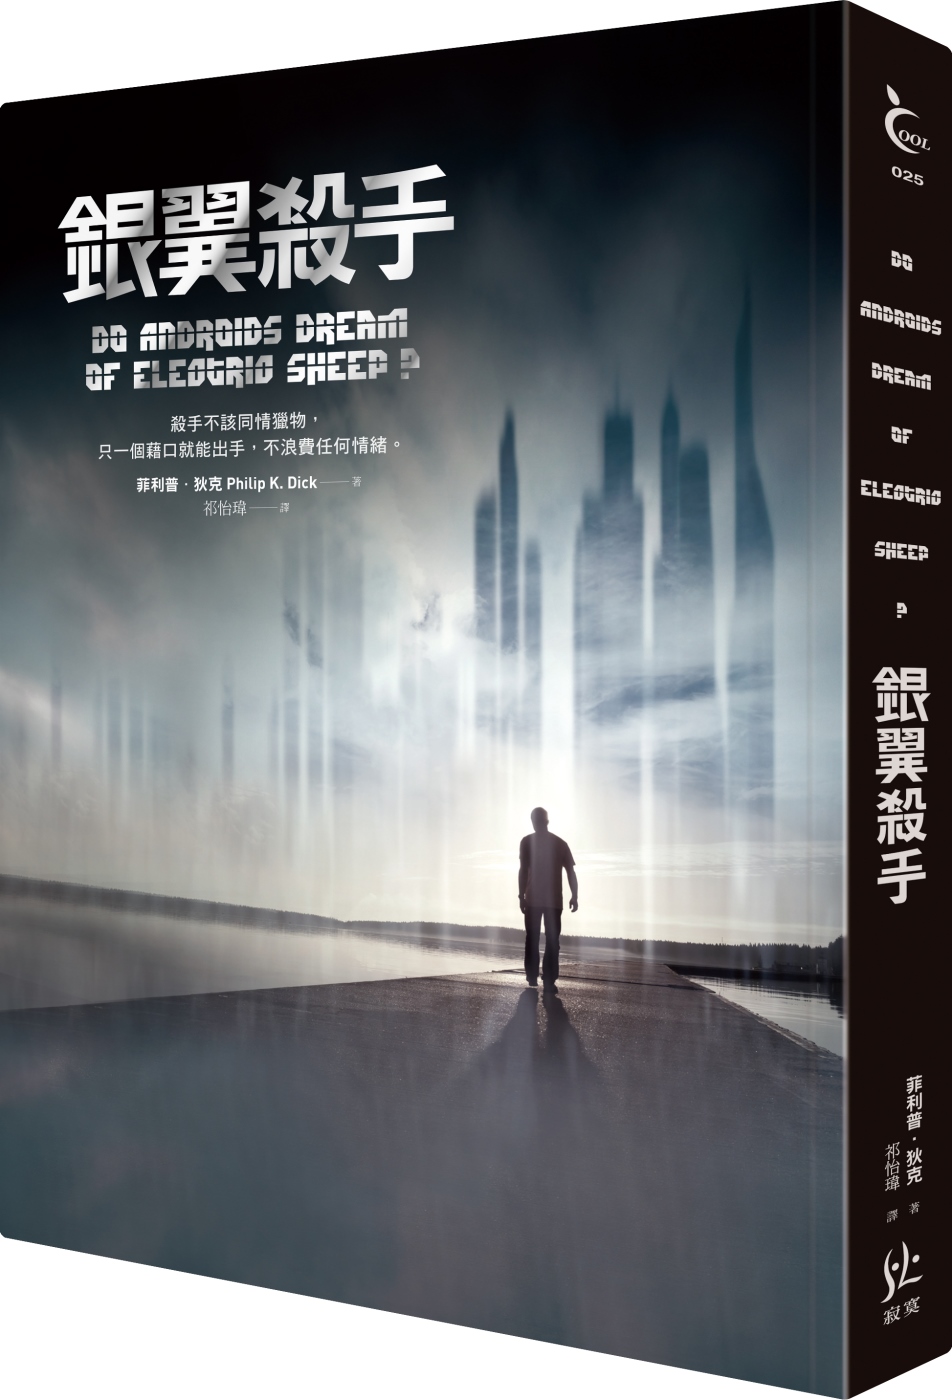 銀翼殺手
DO ANDROIDS DREAM
OF ELECTRIC SHEEP ?
殺手不該同情獵物，
只一個藉口就能出手，不浪費任何情緒。
菲利普·狄克 Philip K. Dick——著
祁怡瑋——譯
COOL
025
DO
ANDROIDS
DREAM
OF
ELECTRIC
SHEEP
?
銀翼殺手
菲利普·狄克 著
祁怡瑋 譯
寂寞